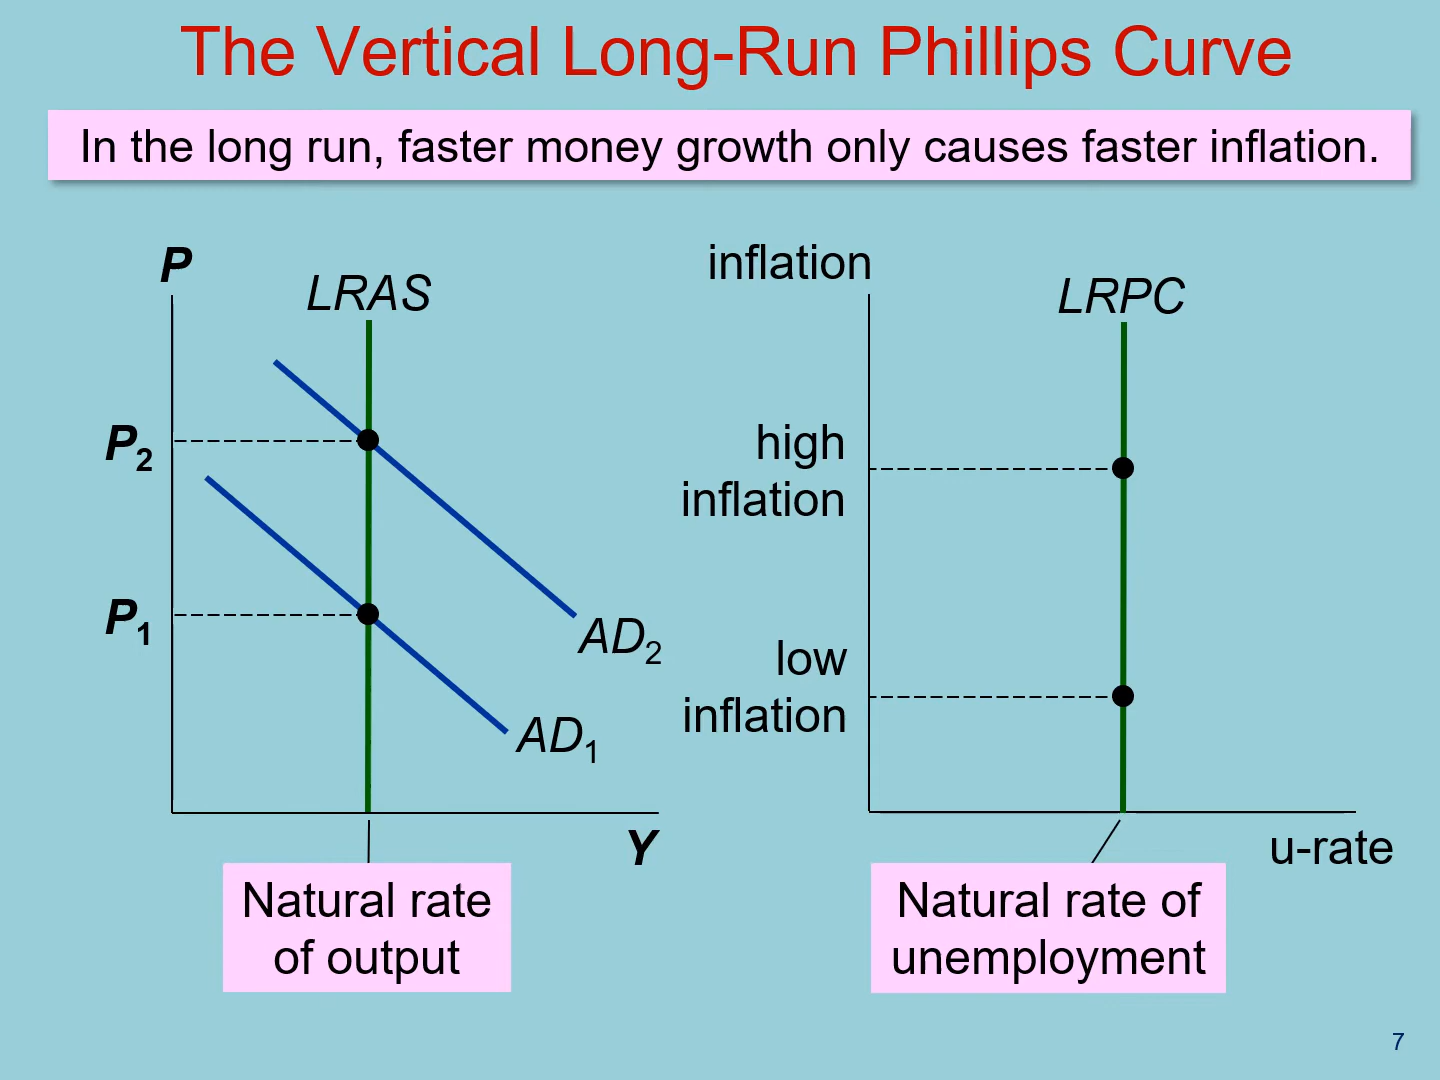 The Vertical Long-Run Phillips Curve
In the long run, faster money growth only causes faster inflation.
P
LRAS
P2
P1
AD2
AD1
Y
Natural rate
of output
inflation
LRPC
high
inflation
low
inflation
u-rate
Natural rate of
unemployment
7